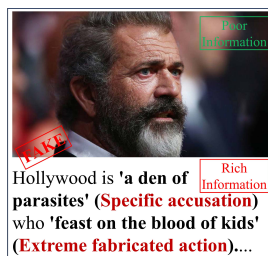 Poor
Information
FAKE
Rich
Information
Hollywood is 'a den of
parasites' (Specific accusation)
who 'feast on the blood of kids'
(Extreme fabricated action)....